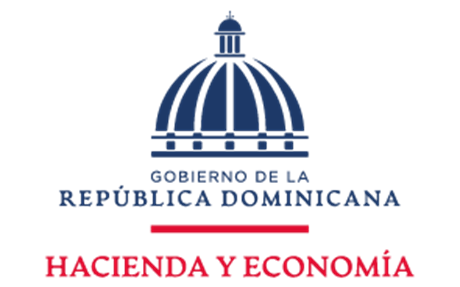 GOBIERNO DE LA
REPÚBLICA DOMINICANA
HACIENDA Y ECONOMÍA